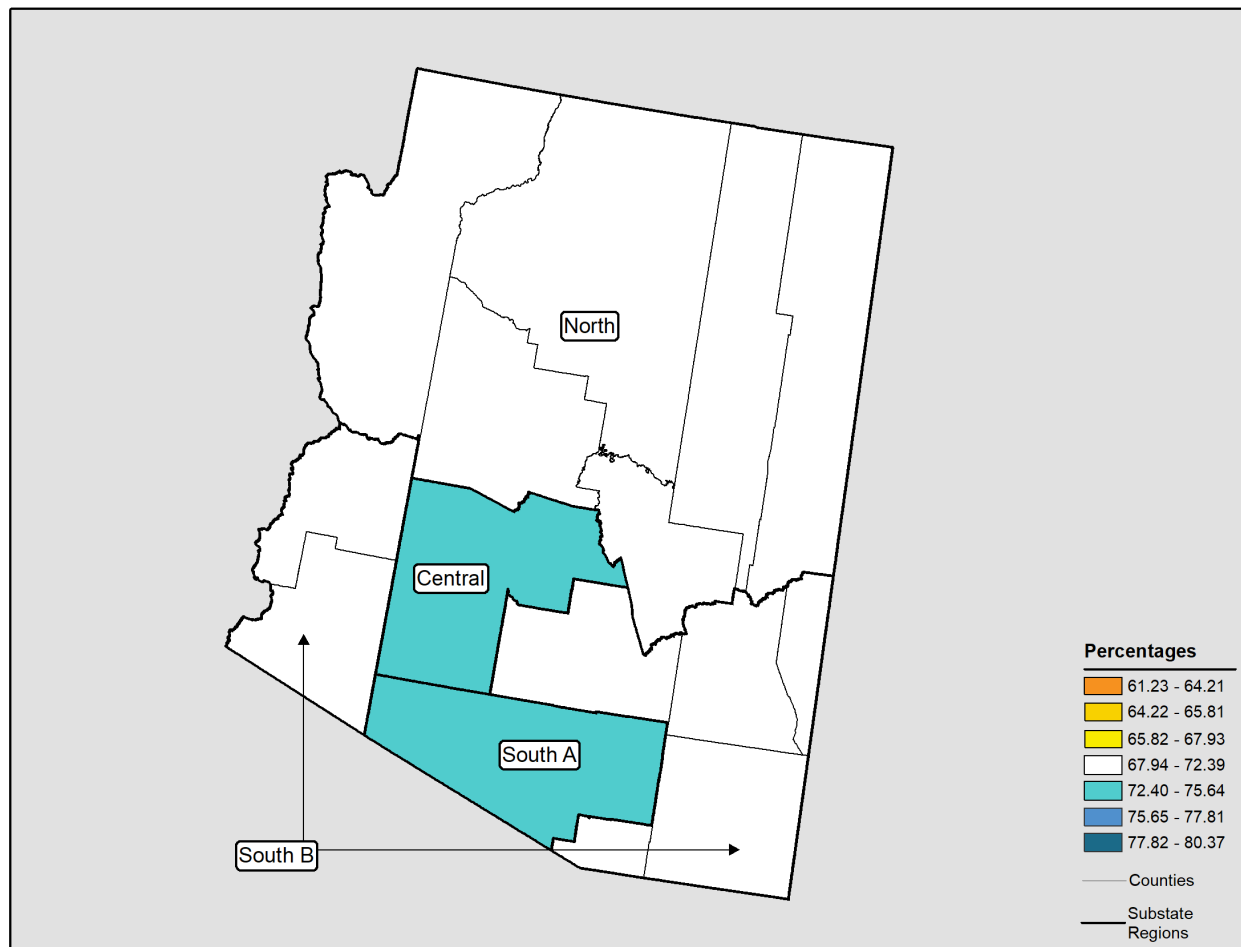 North
Central
South A
South B
Percentages
61.23 - 64.21
64.22 - 65.81
65.82 - 67.93
67.94 - 72.39
72.40 - 75.64
75.65 - 77.81
77.82 - 80.37
Counties
Substate
Regions